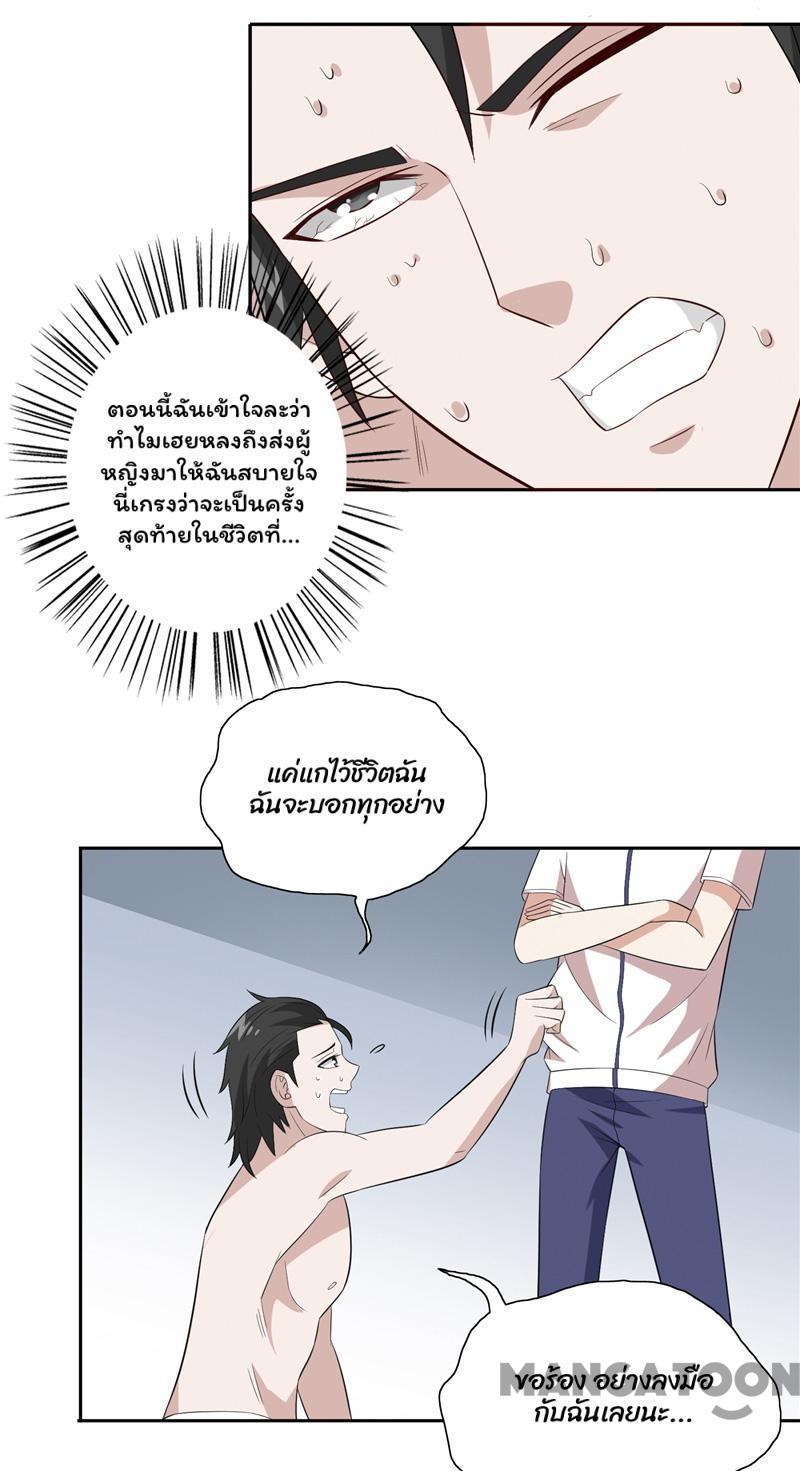 ตอนนี้ฉันเข้าใจละว่า
ทำไมเฮยหลงถึงส่งผู้
หญิงมาให้ฉันสบายใจ
นี่เกรงว่าจะเป็นครั้ง
สุดท้ายในชีวิตที่...
แค่แกไว้ชีวิตฉัน
ฉันจะบอกทุกอย่าง
MANGATOON
ขอร้อง อย่างลงมือ
กับฉันเลยนะ...